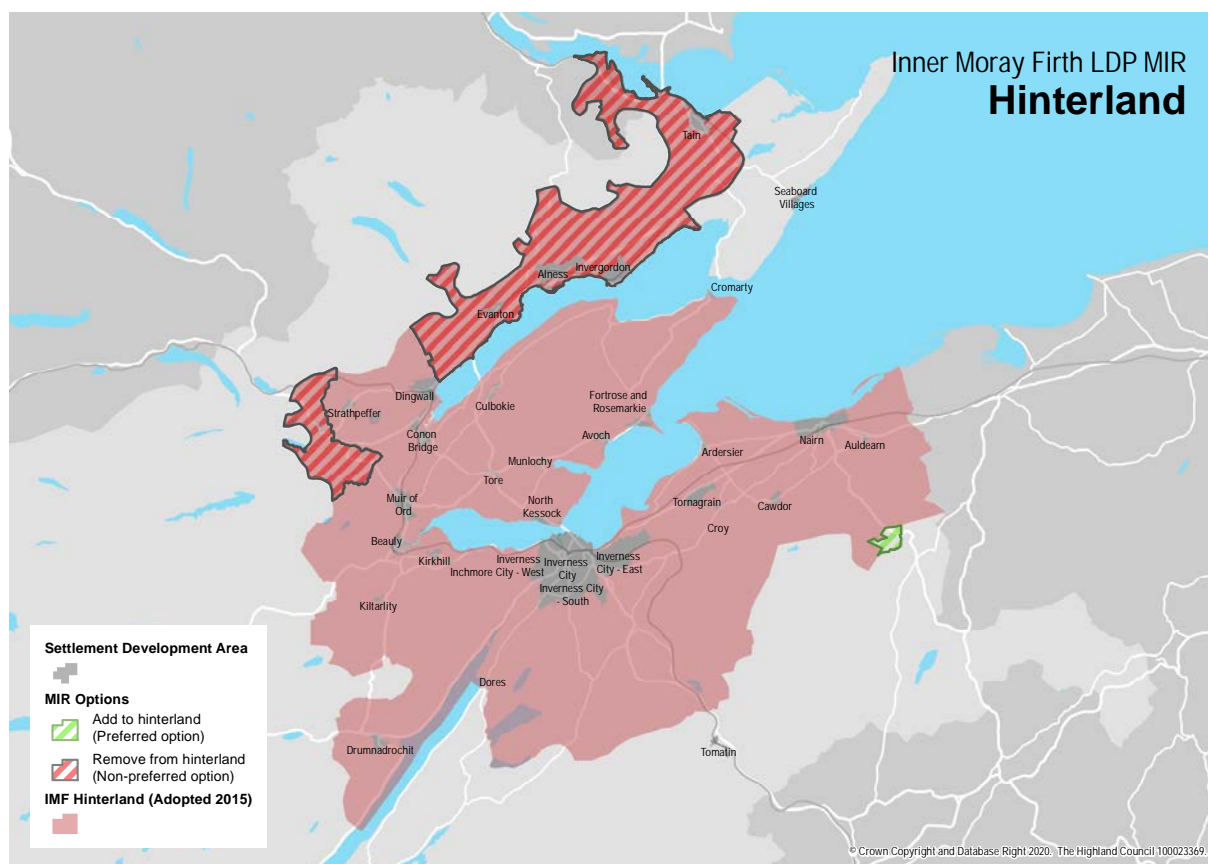 Inner Moray Firth LDP MIR
Hinterland
Tain
Seaboard
Villages
Alness
Invergordon
Cromarty
Evanton
Dingwall
Strathpeffer
Culbokie
Fortrose and
Rosemarkie
Conon
Bridge
Avoch
Nairn
Auldearn
Ardersier
Munlochy
Tore
Muir of
Ord
North
Kessock
Tornagrain
Cawdor
Croy
Beauly
Kirkhill
Inchmore
Inverness
City - West
Inverness
City
Inverness
City - East
Inverness City
- South
Kiltarlity
Dores
Drumnadrochit
Tomatin
Settlement Development Area
MIR Options
Add to hinterland
(Preferred option)
Remove from hinterland
(Non-preferred option)
IMF Hinterland (Adopted 2015)
© Crown Copyright and Database Right 2020. The Highland Council 100023369.